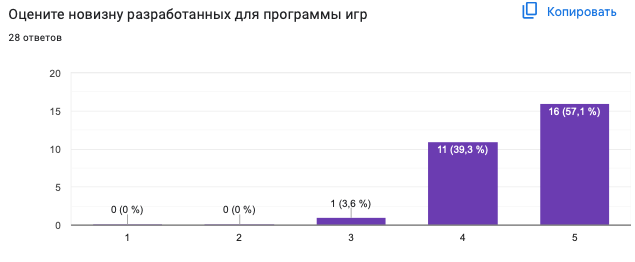 Оцените новизну разработанных для программы игр
Копировать
28 ответов
20
15
10
5
0
0 (0 %)
0 (0 %)
1 (3,6 %)
11 (39,3 %)
16 (57,1 %)
1
2
3
4
5